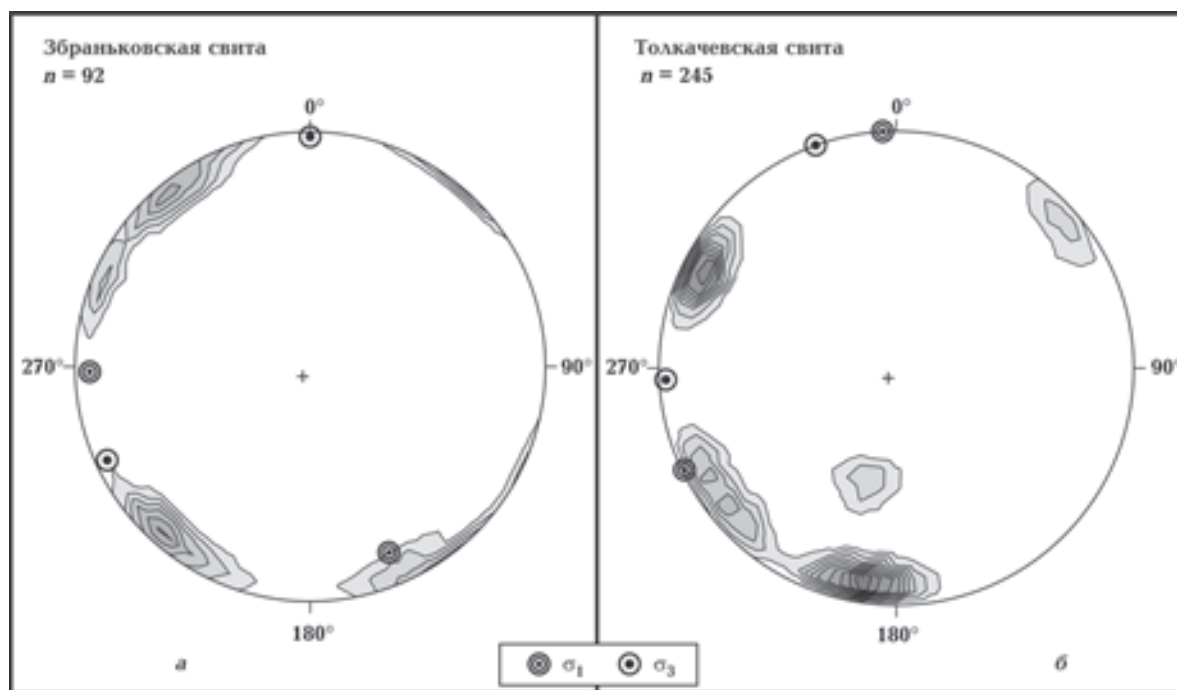 Збраньковская свита
n = 92
0°
270°
90°
180°
а
Толкачевская свита
n = 245
0°
270°
90°
180°
б
σ1 σ3